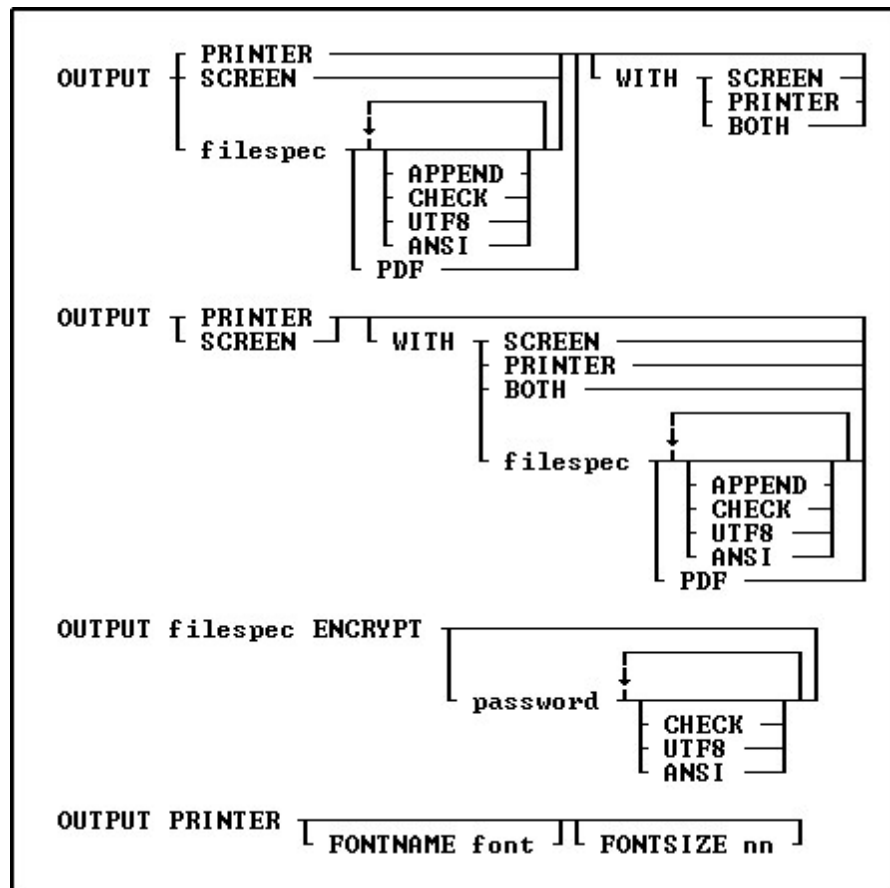 PRINTER
OUTPUT SCREEN WITH SCREEN
PRINTER
BOTH
filespec
APPEND
CHECK
UTF8
ANSI
PDF
OUTPUT PRINTER
SCREEN WITH SCREEN
PRINTER
BOTH
filespec
APPEND
CHECK
UTF8
ANSI
PDF
OUTPUT filespec ENCRYPT
password
CHECK
UTF8
ANSI
OUTPUT PRINTER
FONTNAME font FONTSIZE nn